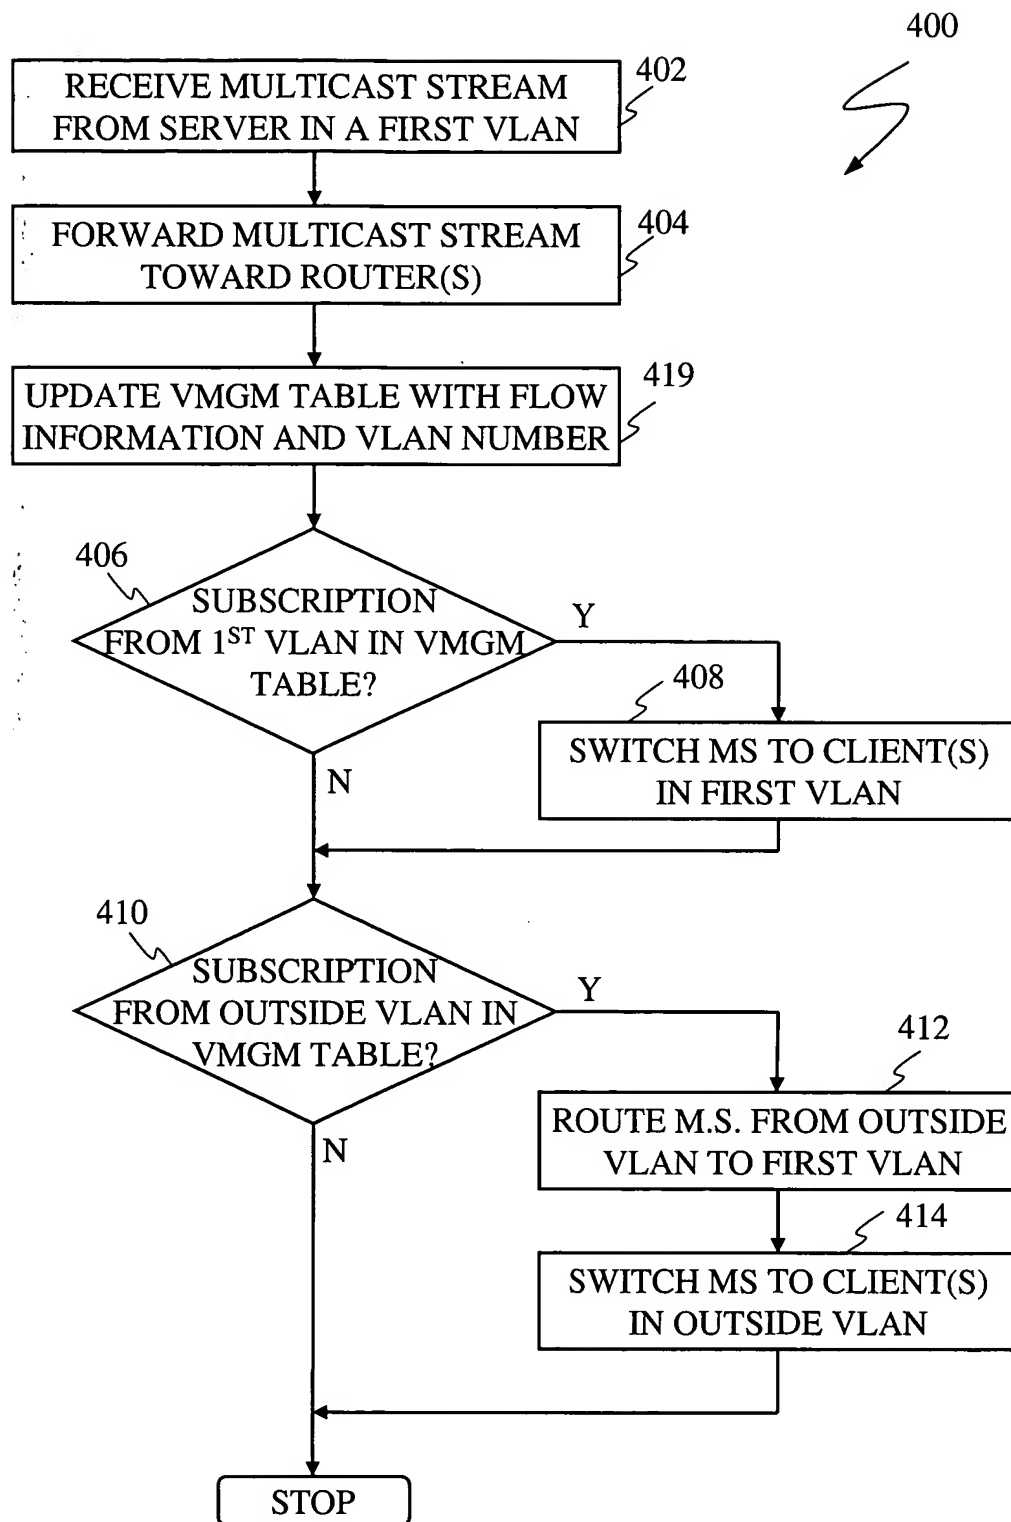 400
RECEIVE MULTICAST STREAM
FROM SERVER IN A FIRST VLAN
402
FORWARD MULTICAST STREAM
TOWARD ROUTER(S)
404
UPDATE VMGM TABLE WITH FLOW
INFORMATION AND VLAN NUMBER
419
406
SUBSCRIPTION
FROM 1ST VLAN IN VMGM
TABLE?
Y
N
408
SWITCH MS TO CLIENT(S)
IN FIRST VLAN
410
SUBSCRIPTION
FROM OUTSIDE VLAN IN
VMGM TABLE?
Y
N
412
ROUTE M.S. FROM OUTSIDE
VLAN TO FIRST VLAN
414
SWITCH MS TO CLIENT(S)
IN OUTSIDE VLAN
STOP